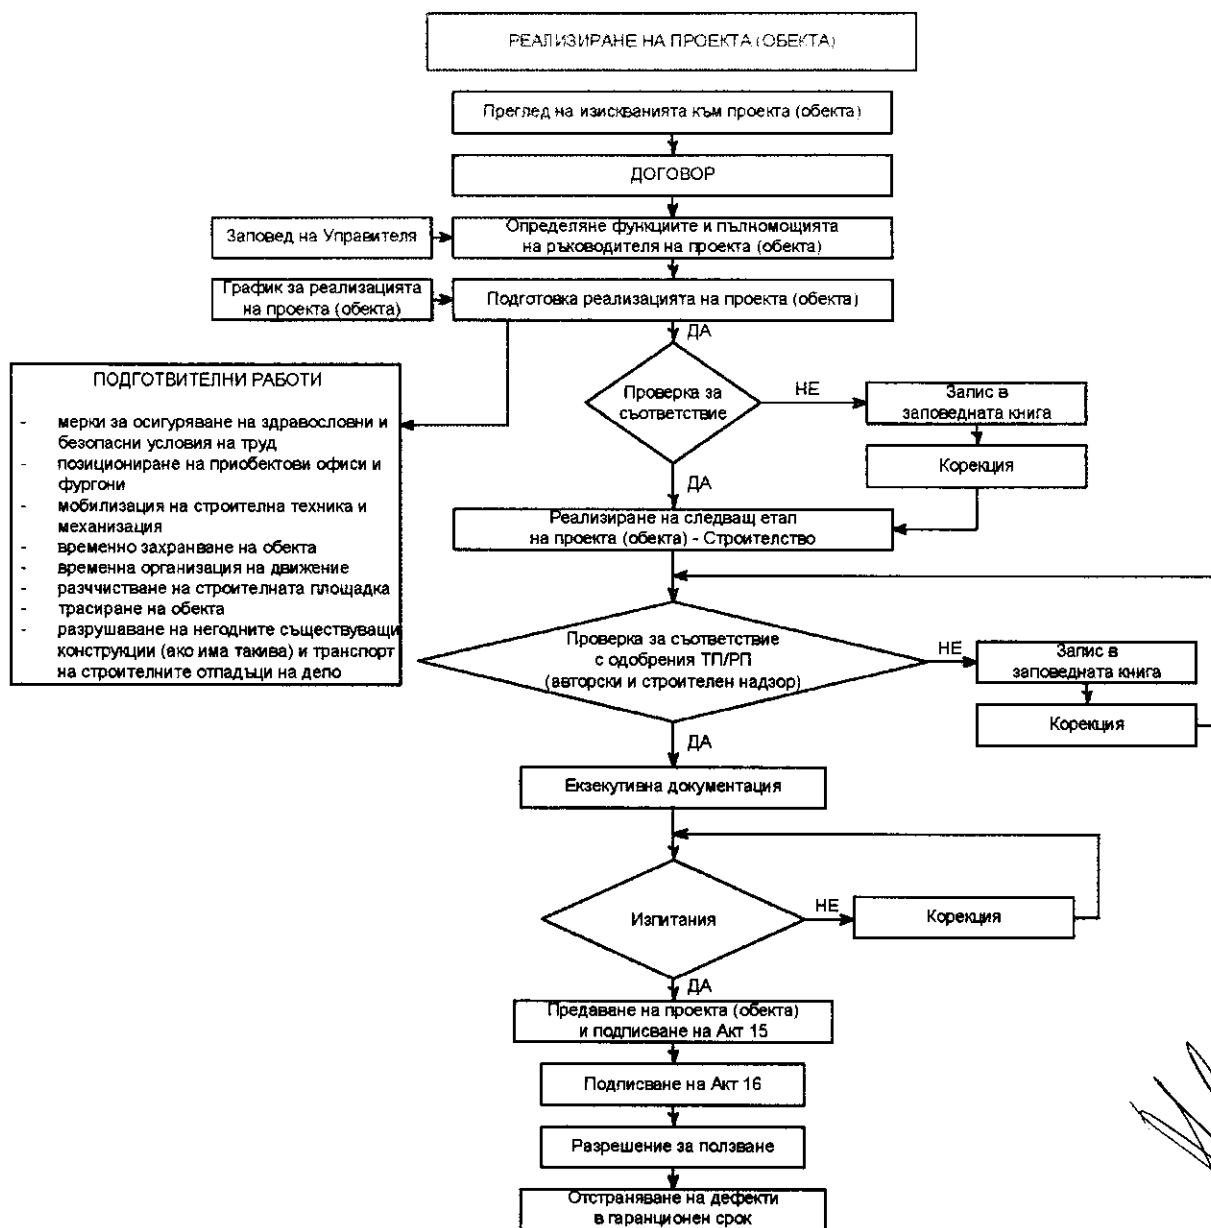 РЕАЛИЗИРАНЕ НА ПРОЕКТА (ОБЕКТА)
Преглед на изискванията към проекта (обекта)
ДОГОВОР
Заповед на Управителя
Определяне функциите и пълномощията
на ръководителя на проекта (обекта)
График за реализацията
на проекта (обекта)
Подготовка реализацията на проекта (обекта)
ДА
ПОДГОТВИТЕЛНИ РАБОТИ
- мерки за осигуряване на здравословни и
безопасни условия на труд
- позициониране на приобектови офиси и
фургони
- мобилизация на строителна техника и
механизация
- временно захранване на обекта
- временна организация на движение
- разччистване на строителната площадка
- трасиране на обекта
- разрушаване на негодните съществуващи
конструкции (ако има такива) и транспорт
на строителните отпадъци на депо
Проверка за
съответствие
НЕ
Запис в
заповедната книга
Корекция
ДА
Реализиране на следващ етап
на проекта (обекта) - Строителство
Проверка за съответствие
с одобрения ТП/РП
(авторски и строителен надзор)
НЕ
Запис в
заповедната книга
Корекция
ДА
Екзекутивна документация
Изпитания
НЕ
Корекция
ДА
Предаване на проекта (обекта)
и подписване на Акт 15
Подписване на Акт 16
Разрешение за ползване
Отстраняване на дефекти
в гаранционен срок